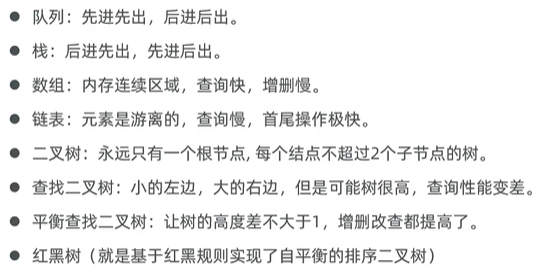 ● 队列：先进先出，后进后出。
● 栈：后进先出，先进后出。
● 数组：内存连续区域，查询快，增删慢。
● 链表：元素是游离的，查询慢，首尾操作极快。
● 二叉树：永远只有一个根节点, 每个结点不超过2个子节点的树。
● 查找二叉树：小的左边，大的右边，但是可能树很高，查询性能变差。
● 平衡查找二叉树：让树的高度差不大于1，增删改查都提高了。
● 红黑树（就是基于红黑规则实现了自平衡的排序二叉树）